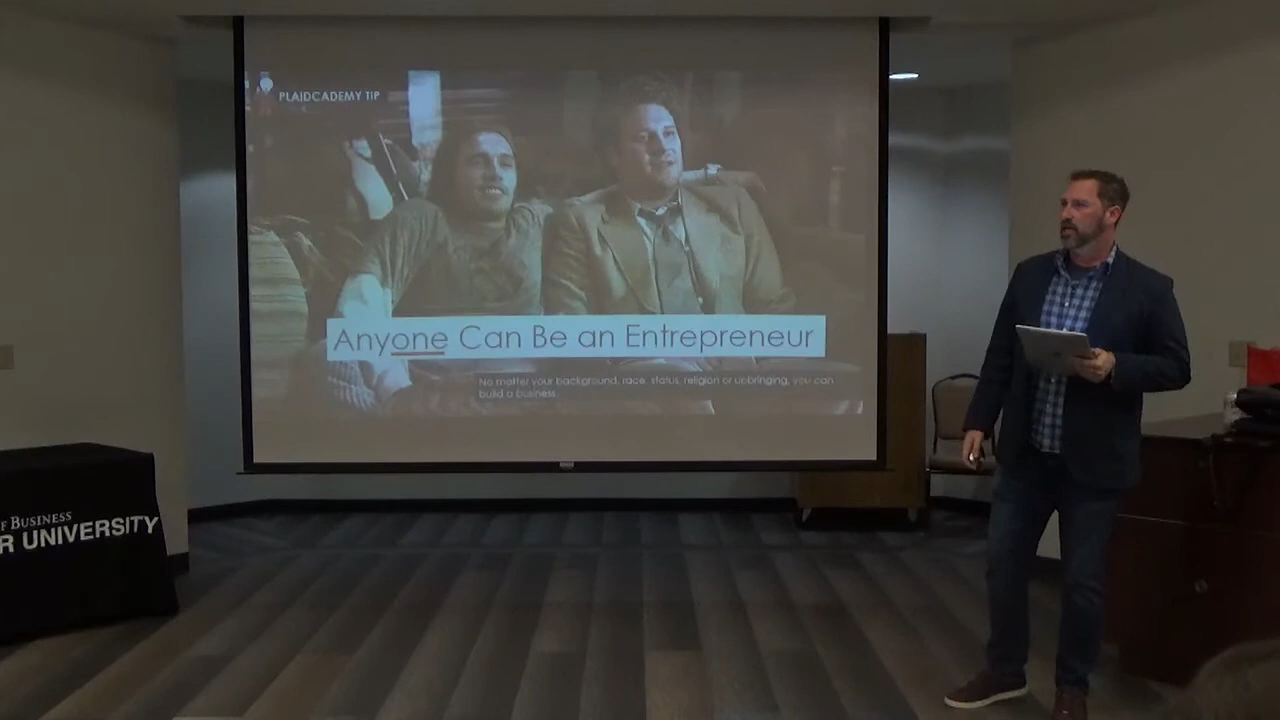 PLAIDCADEMY TIP
Anyone Can Be an Entrepreneur
No matter your background, race, status, religion or upbringing, you can
build a business.
F BUSINESS
R UNIVERSITY